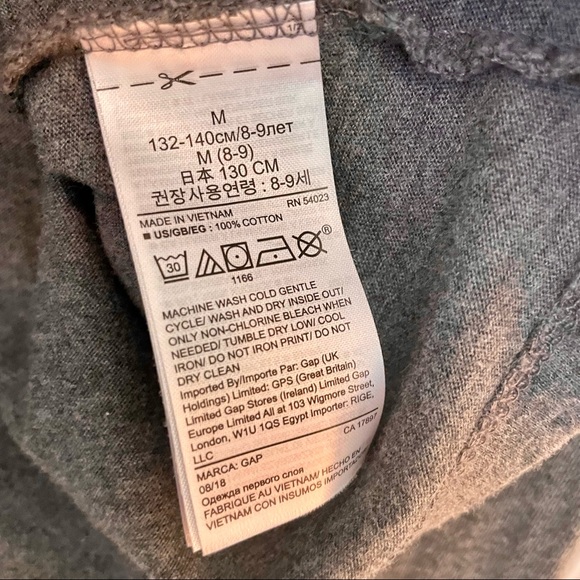 1/2
M
132-140см/8-9лет
M (8-9)
日本 130 CM
권장사용연령 : 8-9세
MADE IN VIETNAM RN 54023
■ US/GB/EG : 100% COTTON
30 ®
1166
MACHINE WASH COLD GENTLE
CYCLE/ WASH AND DRY INSIDE OUT/
ONLY NON-CHLORINE BLEACH WHEN
NEEDED/ TUMBLE DRY LOW/ COOL
IRON/ DO NOT IRON PRINT/ DO NOT
DRY CLEAN
Imported By/Importe Par: Gap (UK
Holdings) Limited: GPS (Great Britain)
Limited Gap Stores (Ireland) Limited Gap
Europe Limited All at 103 Wigmore Street,
London, W1U 1QS Egypt Importer: RIGE,
LLC CA 17897
MARCA: GAP
08/18
Одежда первого слоя
FABRIQUE AU VIETNAM/ HECHO EN
VIETNAM CON INSUMOS